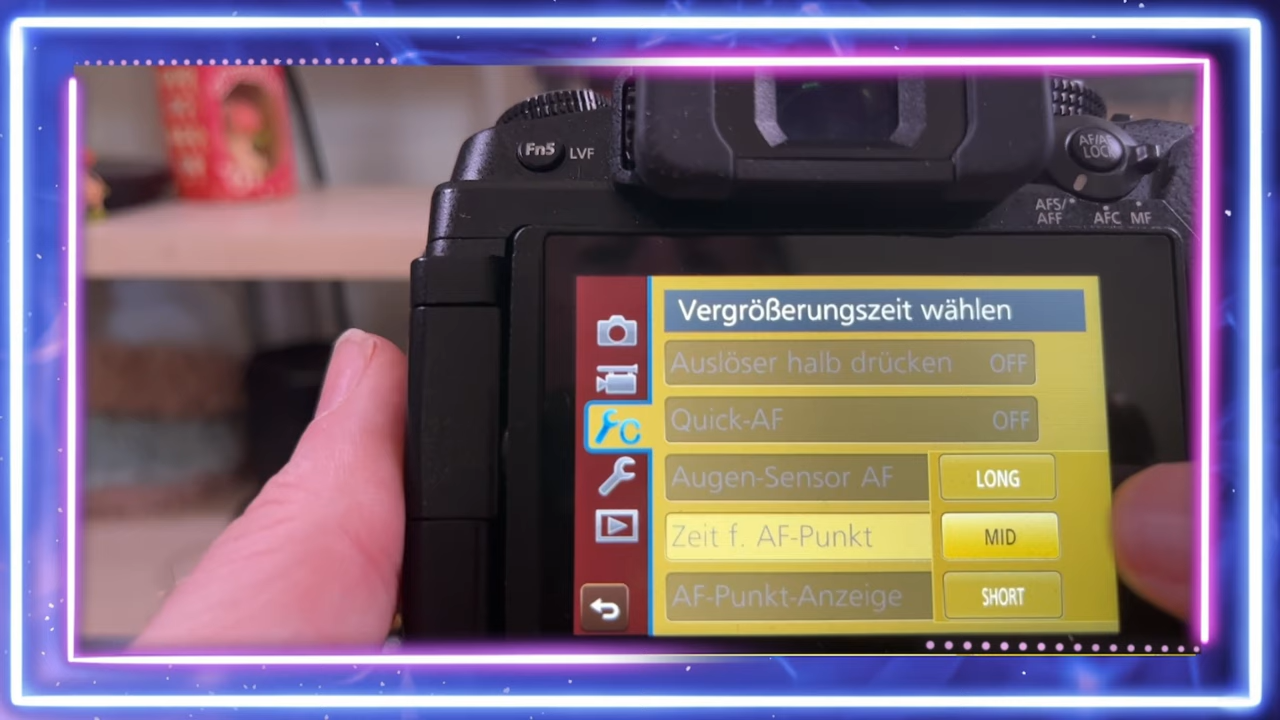 Fn5 LVF
AF/AE
LOCK
AFS/
AFF AFC MF
Vergrößerungszeit wählen
Auslöser halb drücken OFF
Quick-AF OFF
Augen-Sensor AF LONG
Zeit f. AF-Punkt MID
AF-Punkt-Anzeige SHORT